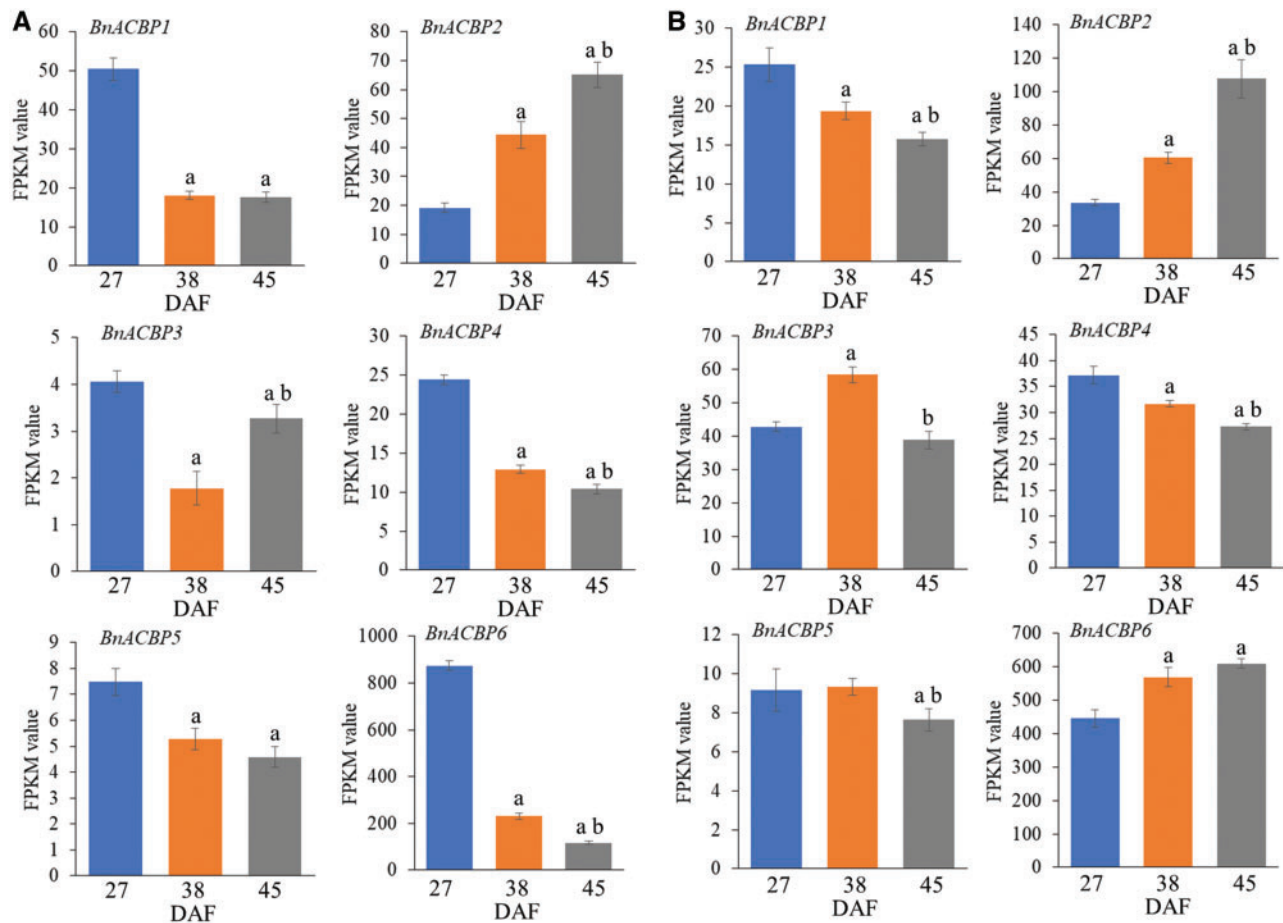 A
BnACBP1
FPKM value
60
50
40
30
20
10
0
a
a
27 38 45
DAF
BnACBP2
FPKM value
80
70
60
50
40
30
20
10
0
a
a b
27 38 45
DAF
BnACBP3
FPKM value
5
4
3
2
1
0
a
a b
27 38 45
DAF
BnACBP4
FPKM value
30
25
20
15
10
5
0
a
a b
27 38 45
DAF
BnACBP5
FPKM value
9
8
7
6
5
4
3
2
1
0
a
a
27 38 45
DAF
BnACBP6
FPKM value
1000
800
600
400
200
0
a
a b
27 38 45
DAF
B
BnACBP1
FPKM value
30
25
20
15
10
5
0
a
a b
27 38 45
DAF
BnACBP2
FPKM value
140
120
100
80
60
40
20
0
a
a b
27 38 45
DAF
BnACBP3
FPKM value
70
60
50
40
30
20
10
0
a
b
27 38 45
DAF
BnACBP4
FPKM value
45
40
35
30
25
20
15
10
5
0
a
a b
27 38 45
DAF
BnACBP5
FPKM value
12
10
8
6
4
2
0
a b
27 38 45
DAF
BnACBP6
FPKM value
700
600
500
400
300
200
100
0
a
a
27 38 45
DAF